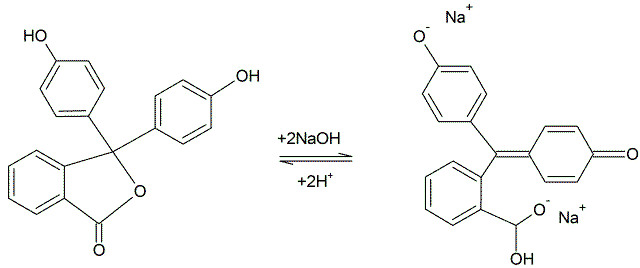 HO
OH
O
O
+2NaOH
+2H⁺
O⁻ Na⁺
O
O⁻ Na⁺
OH